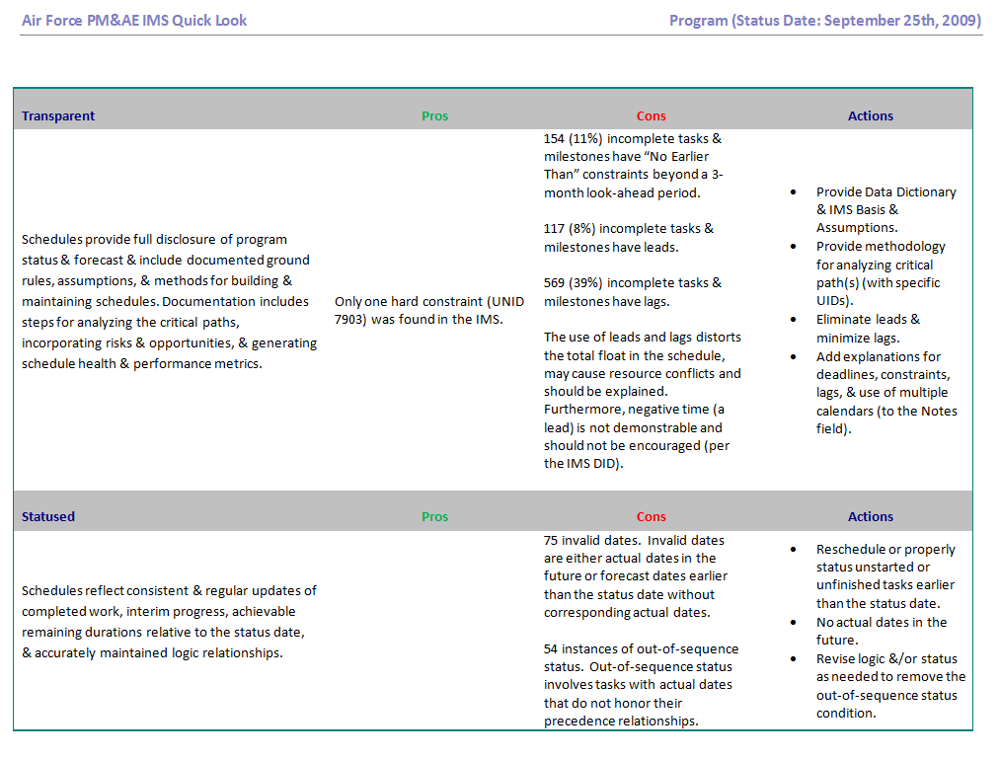 Air Force PM&AE IMS Quick Look
Program (Status Date: September 25th, 2009)
Transparent
Pros
Cons
Actions
Schedules provide full disclosure of program
status & forecast & include documented ground
rules, assumptions, & methods for building &
maintaining schedules. Documentation includes
steps for analyzing the critical paths,
incorporating risks & opportunities, & generating
schedule health & performance metrics.
Only one hard constraint (UNID
7903) was found in the IMS.
154 (11%) incomplete tasks &
milestones have “No Earlier
Than” constraints beyond a 3-
month look-ahead period.
117 (8%) incomplete tasks &
milestones have leads.
569 (39%) incomplete tasks &
milestones have lags.
The use of leads and lags distorts
the total float in the schedule,
may cause resource conflicts and
should be explained.
Furthermore, negative time (a
lead) is not demonstrable and
should not be encouraged (per
the IMS DID).
• Provide Data Dictionary
& IMS Basis &
Assumptions.
• Provide methodology
for analyzing critical
path(s) (with specific
UIDs).
• Eliminate leads &
minimize lags.
• Add explanations for
deadlines, constraints,
lags, & use of multiple
calendars (to the Notes
field).
Statused
Pros
Cons
Actions
Schedules reflect consistent & regular updates of
completed work, interim progress, achievable
remaining durations relative to the status date,
& accurately maintained logic relationships.
75 invalid dates. Invalid dates
are either actual dates in the
future or forecast dates earlier
than the status date without
corresponding actual dates.
54 instances of out-of-sequence
status. Out-of-sequence status
involves tasks with actual dates
that do not honor their
precedence relationships.
• Reschedule or properly
status unstarted or
unfinished tasks earlier
than the status date.
• No actual dates in the
future.
• Revise logic &/or status
as needed to remove the
out-of-sequence status
condition.